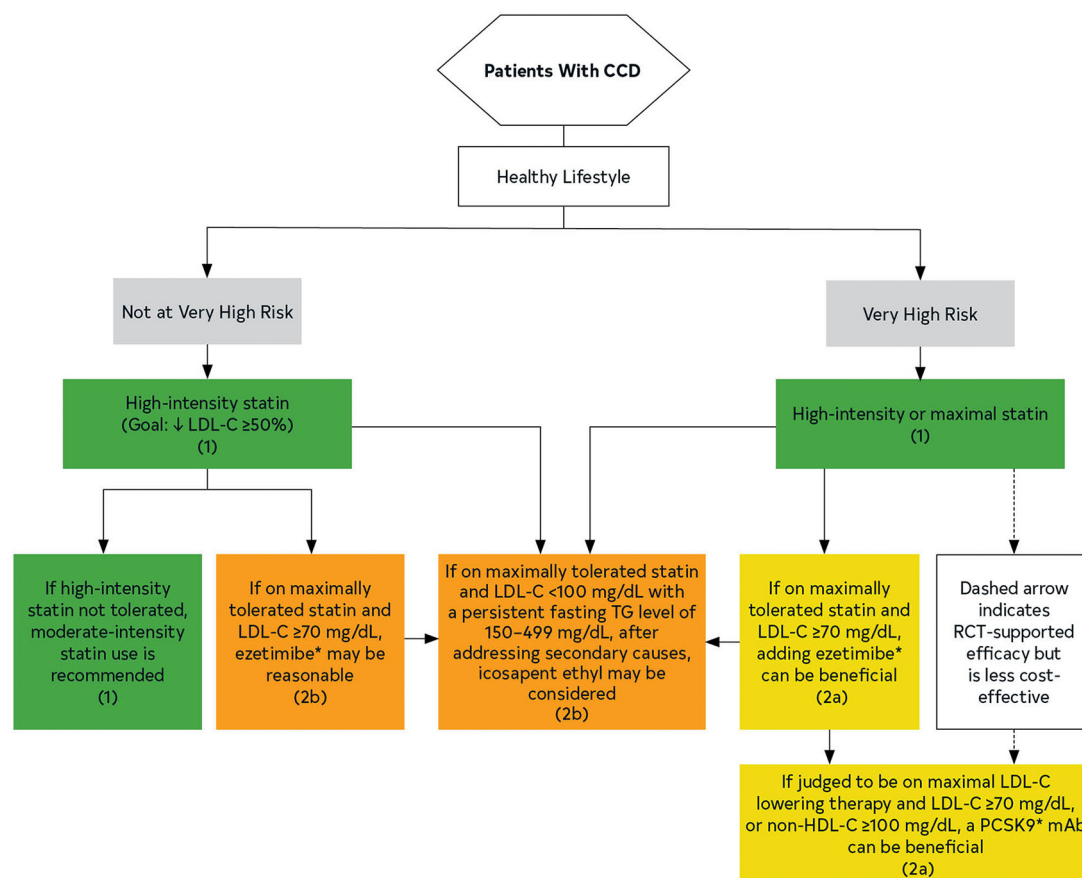 Patients With CCD
Healthy Lifestyle
Not at Very High Risk
Very High Risk
High-intensity statin
(Goal: ↓ LDL-C ≥50%)
(1)
High-intensity or maximal statin
(1)
If high-intensity
statin not tolerated,
moderate-intensity
statin use is
recommended
(1)
If on maximally
tolerated statin and
LDL-C ≥70 mg/dL,
ezetimibe* may be
reasonable
(2b)
If on maximally tolerated statin
and LDL-C <100 mg/dL with
a persistent fasting TG level of
150–499 mg/dL, after
addressing secondary causes,
icosapent ethyl may be
considered
(2b)
If on maximally
tolerated statin and
LDL-C ≥70 mg/dL,
adding ezetimibe*
can be beneficial
(2a)
Dashed arrow
indicates
RCT-supported
efficacy but
is less cost-
effective
If judged to be on maximal LDL-C
lowering therapy and LDL-C ≥70 mg/dL,
or non-HDL-C ≥100 mg/dL, a PCSK9* mAb
can be beneficial
(2a)